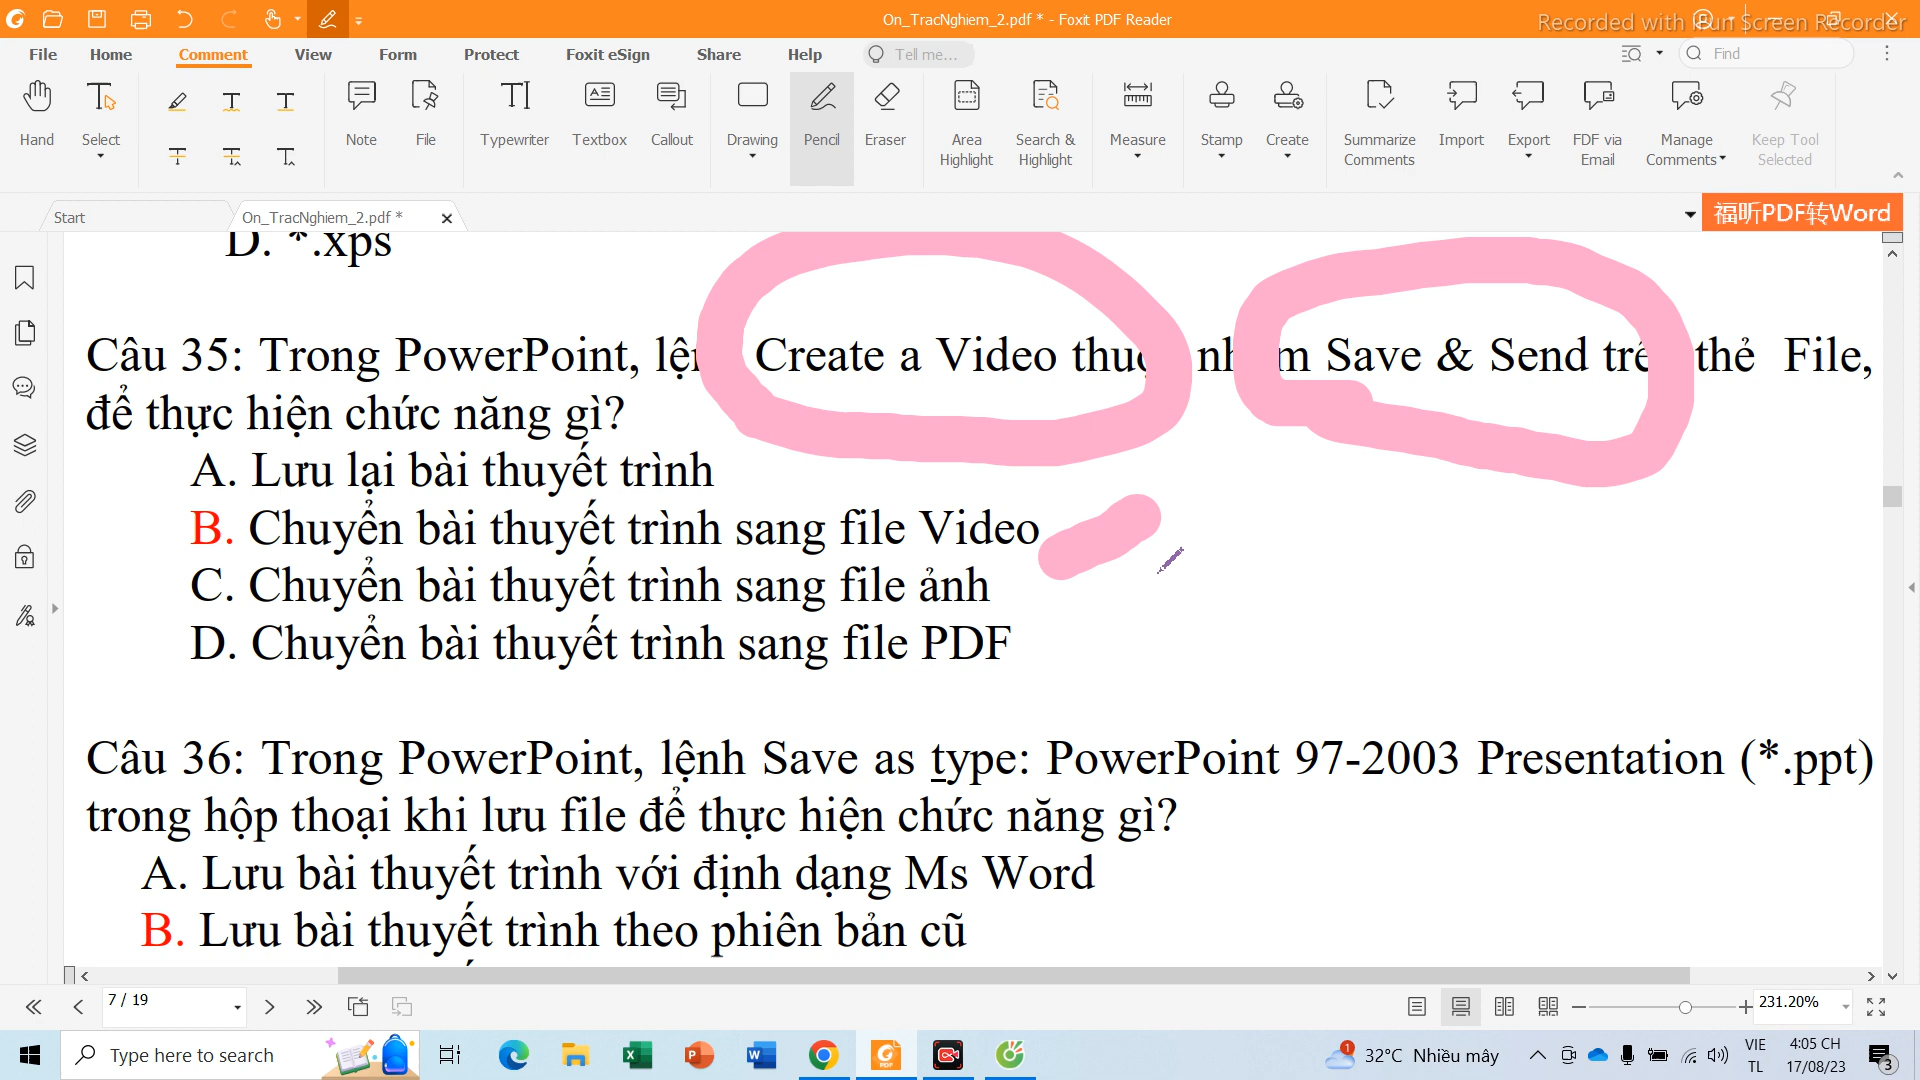 On_TracNghiem_2.pdf * - Foxit PDF Reader
Recorded with iFun Screen Recorder
File Home Comment View Form Protect Foxit eSign Share Help Tell me... Find
Hand Select Note File Typewriter Textbox Callout Drawing Pencil Eraser Area Highlight Search & Highlight Measure Stamp Create Summarize Comments Import Export FDF via Email Manage Comments Keep Tool Selected
Start On_TracNghiem_2.pdf * 福昕PDF转Word
D. *.xps
Câu 35: Trong PowerPoint, Create a Video Save & Send thẻ File,
để thực hiện chức năng gì?
A. Lưu lại bài thuyết trình
B. Chuyển bài thuyết trình sang file Video
C. Chuyển bài thuyết trình sang file ảnh
D. Chuyển bài thuyết trình sang file PDF
Câu 36: Trong PowerPoint, lệnh Save as type: PowerPoint 97-2003 Presentation (*.ppt)
trong hộp thoại khi lưu file để thực hiện chức năng gì?
A. Lưu bài thuyết trình với định dạng Ms Word
B. Lưu bài thuyết trình theo phiên bản cũ
7 / 19 231.20%
Type here to search 32°C Nhiều mây VIE TL 4:05 CH 17/08/23 3